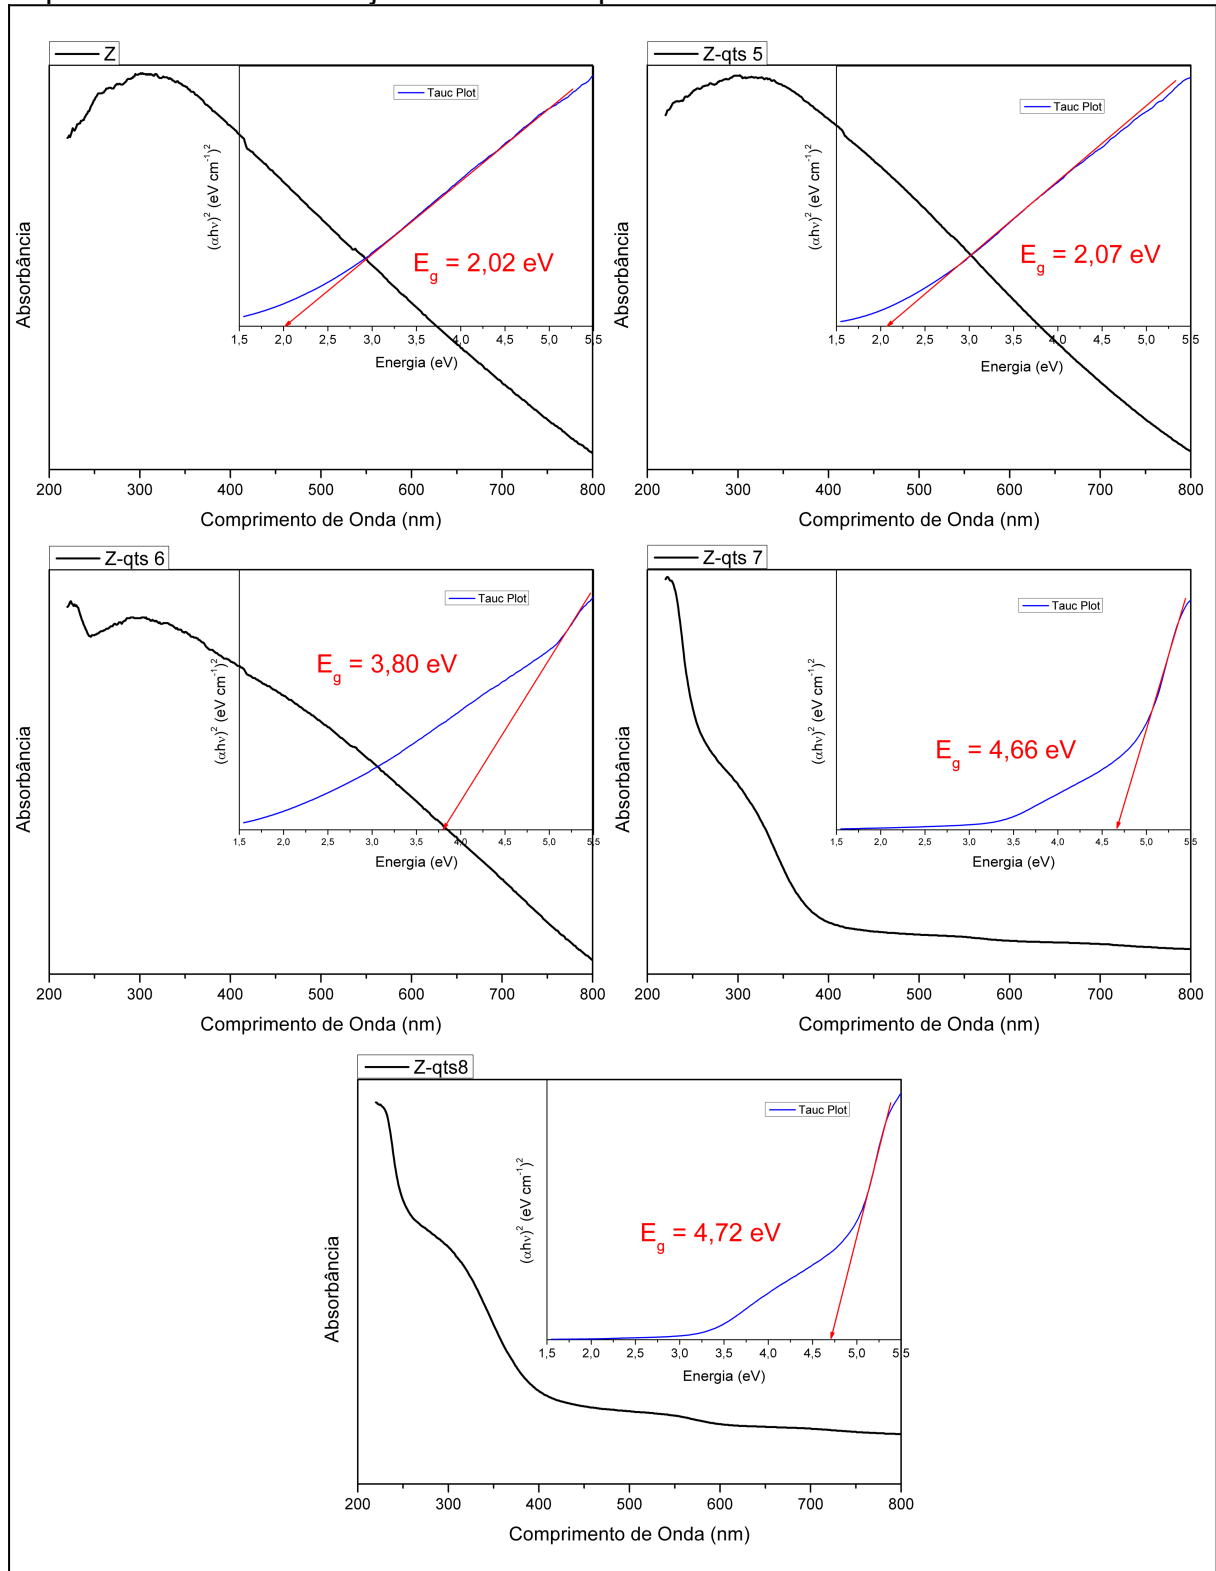 Z
Tauc Plot
(αhν)² (eV cm⁻¹)²
E_g = 2,02 eV
1,5 2,0 2,5 3,0 3,5 4,0 4,5 5,0 5,5
Energia (eV)
Absorbância
200 300 400 500 600 700 800
Comprimento de Onda (nm)
Z-qts 5
Tauc Plot
(αhν)² (eV cm⁻¹)²
E_g = 2,07 eV
1,5 2,0 2,5 3,0 3,5 4,0 4,5 5,0 5,5
Energia (eV)
Absorbância
200 300 400 500 600 700 800
Comprimento de Onda (nm)
Z-qts 6
Tauc Plot
(αhν)² (eV cm⁻¹)²
E_g = 3,80 eV
1,5 2,0 2,5 3,0 3,5 4,0 4,5 5,0 5,5
Energia (eV)
Absorbância
200 300 400 500 600 700 800
Comprimento de Onda (nm)
Z-qts 7
Tauc Plot
(αhν)² (eV cm⁻¹)²
E_g = 4,66 eV
1,5 2,0 2,5 3,0 3,5 4,0 4,5 5,0 5,5
Energia (eV)
Absorbância
200 300 400 500 600 700 800
Comprimento de Onda (nm)
Z-qts8
Tauc Plot
(αhν)² (eV cm⁻¹)²
E_g = 4,72 eV
1,5 2,0 2,5 3,0 3,5 4,0 4,5 5,0 5,5
Energia (eV)
Absorbância
200 300 400 500 600 700 800
Comprimento de Onda (nm)